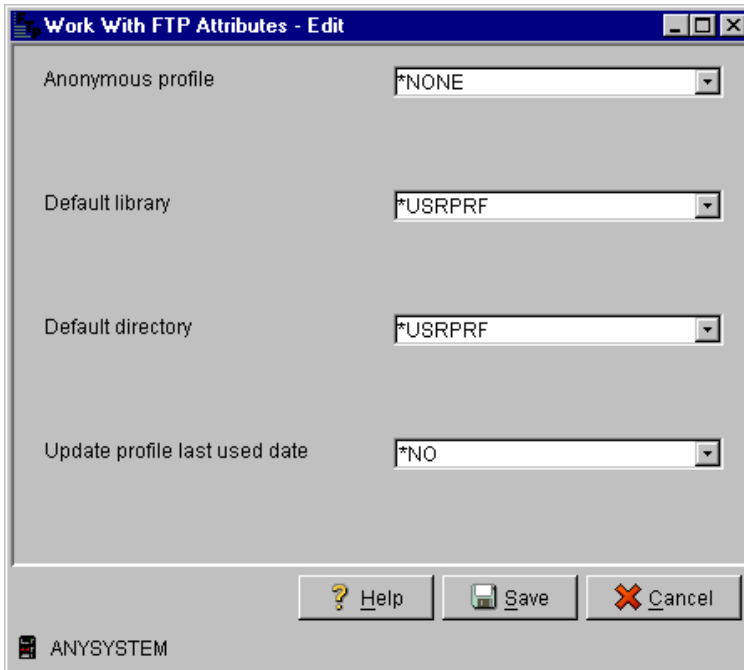 Work With FTP Attributes - Edit
Anonymous profile *NONE
Default library *USRPRF
Default directory *USRPRF
Update profile last used date *NO
Help Save Cancel
ANYSYSTEM